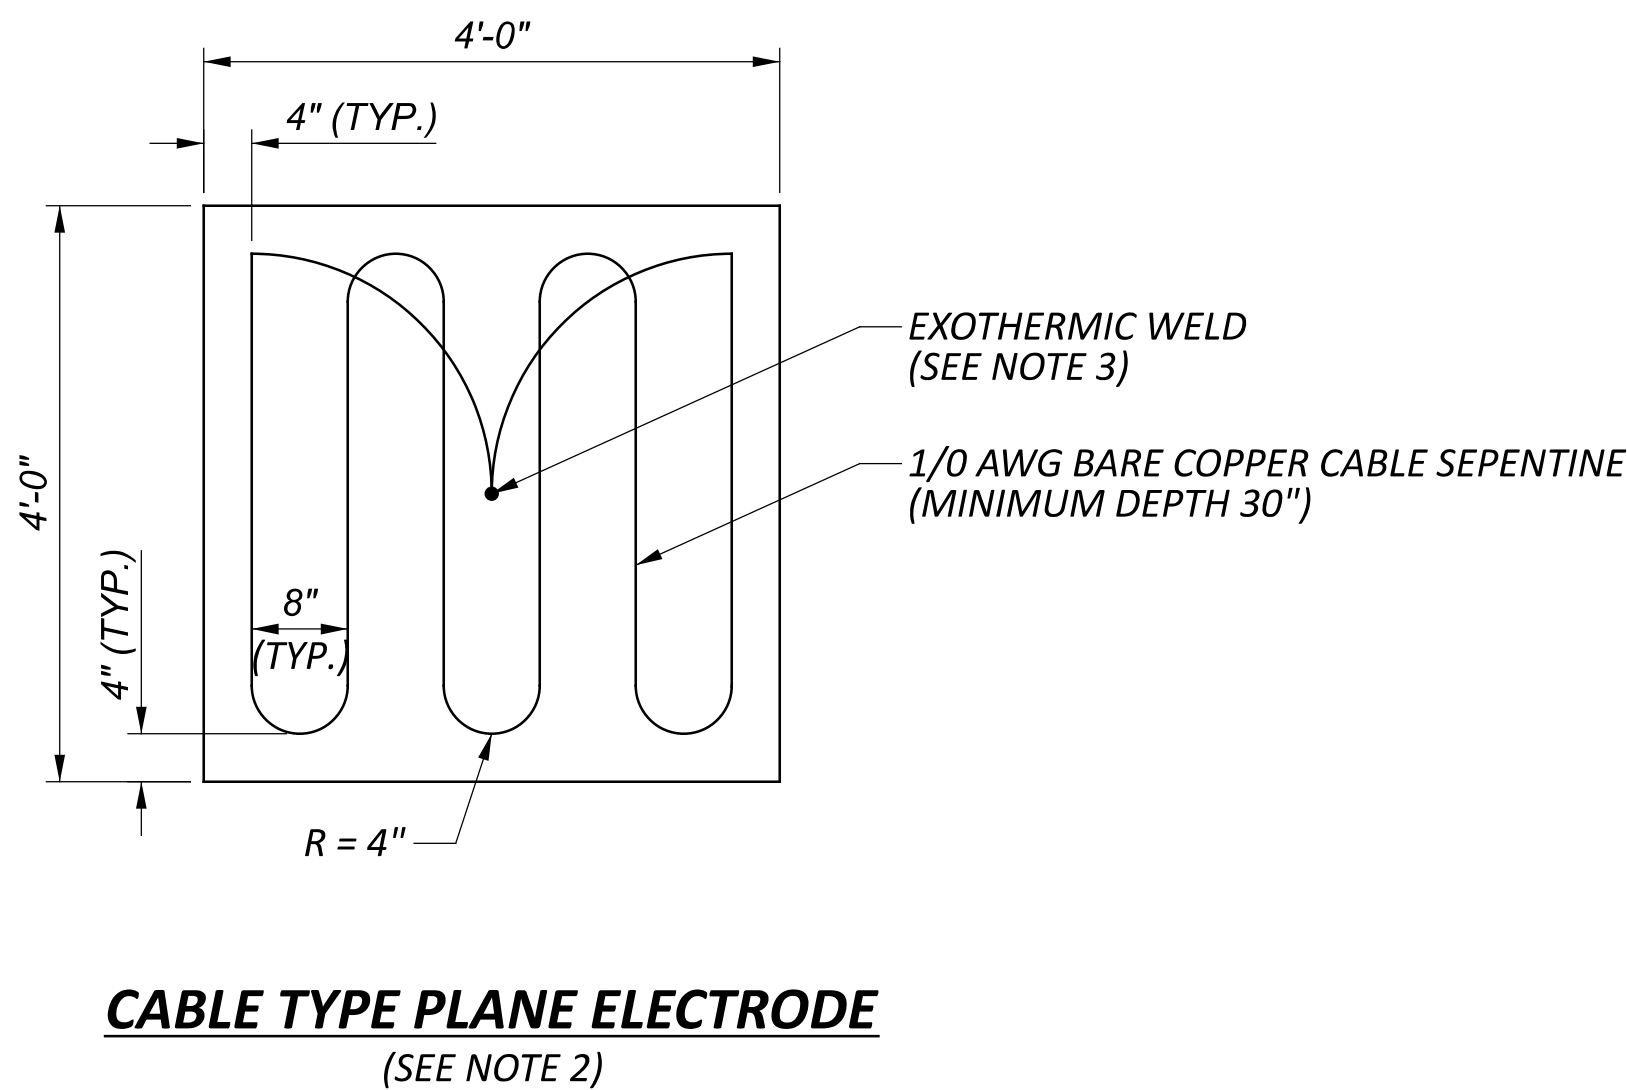 4'-0"
4" (TYP.)
EXOTHERMIC WELD
(SEE NOTE 3)
1/0 AWG BARE COPPER CABLE SEPENTINE
(MINIMUM DEPTH 30")
4'-0"
4" (TYP.)
8"
(TYP.)
R = 4"
CABLE TYPE PLANE ELECTRODE
(SEE NOTE 2)